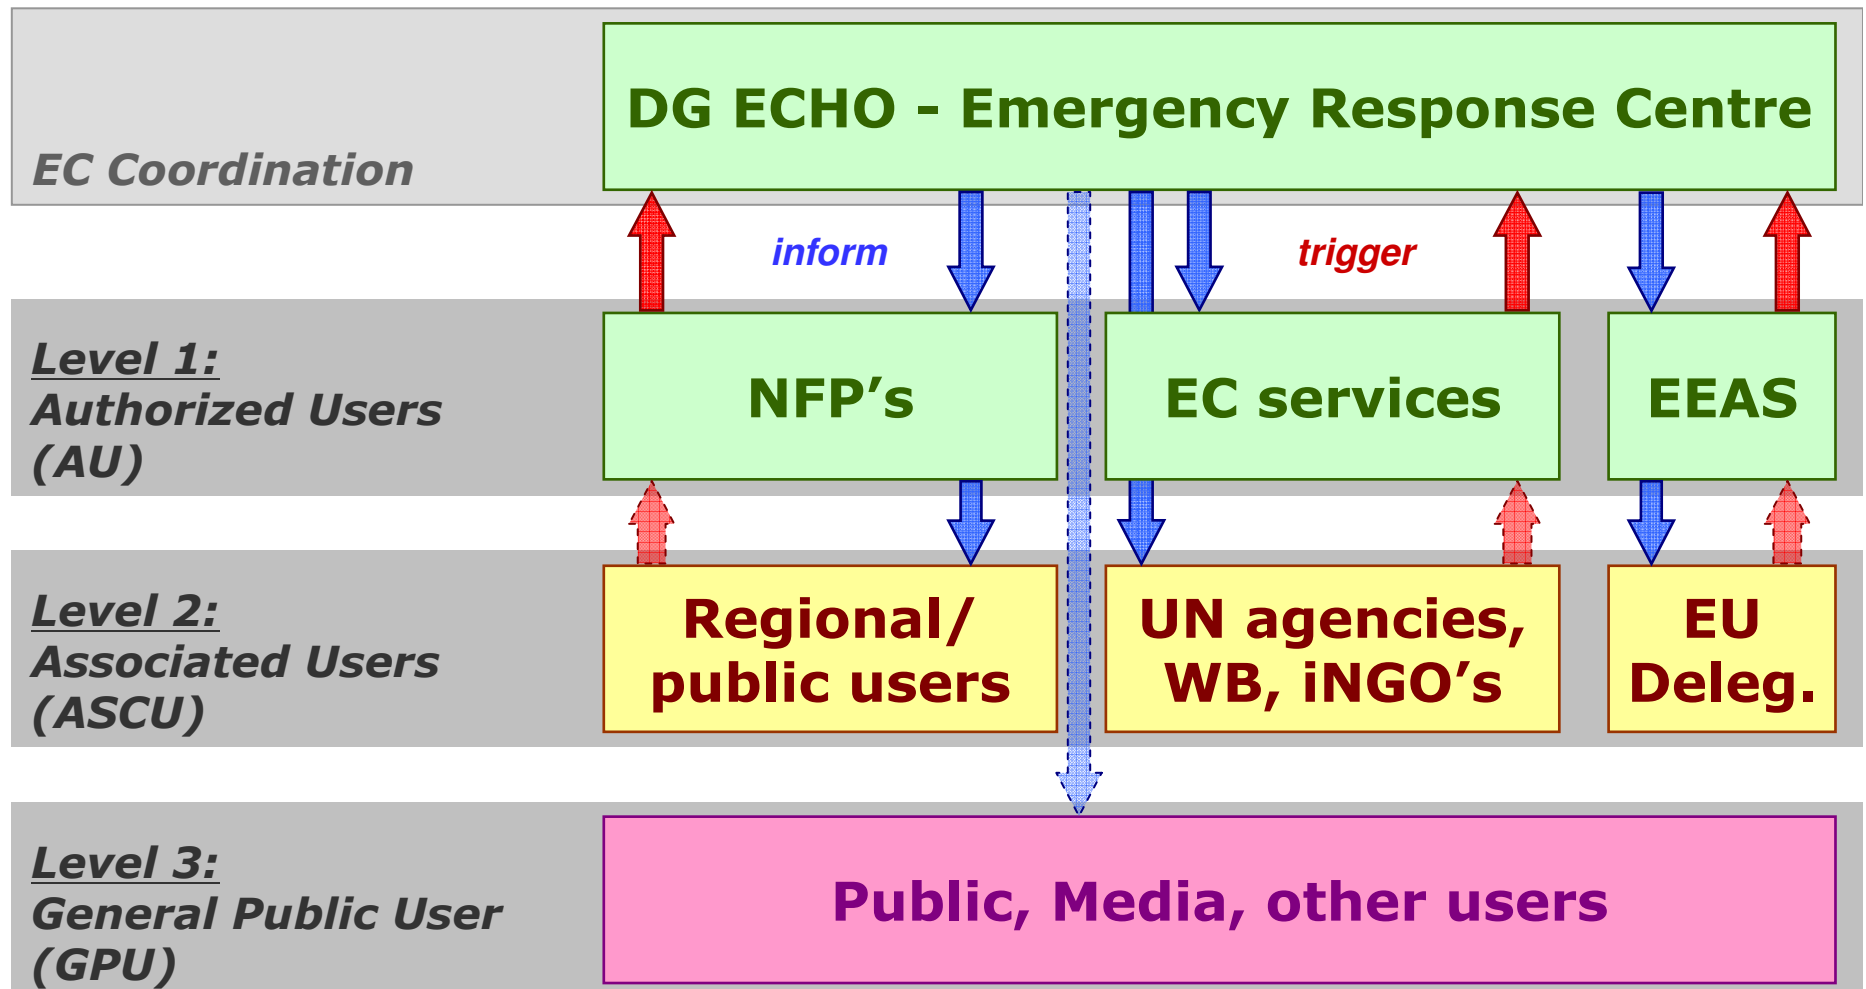 DG ECHO - Emergency Response Centre
EC Coordination
inform
trigger
Level 1:
Authorized Users
(AU)
NFP’s
EC services
EEAS
Level 2:
Associated Users
(ASCU)
Regional/
public users
UN agencies,
WB, iNGO’s
EU
Deleg.
Level 3:
General Public User
(GPU)
Public, Media, other users